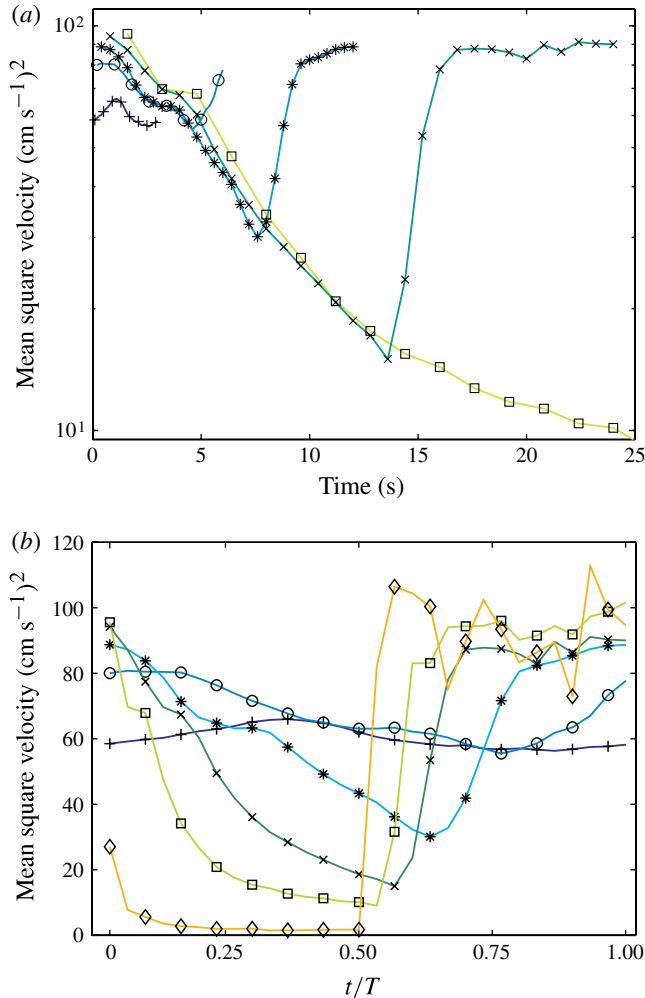 (a)
10²
10¹
Mean square velocity (cm s⁻¹)²
0 5 10 15 20 25
Time (s)
(b)
120
100
80
60
40
20
0
Mean square velocity (cm s⁻¹)²
0 0.25 0.50 0.75 1.00
t/T